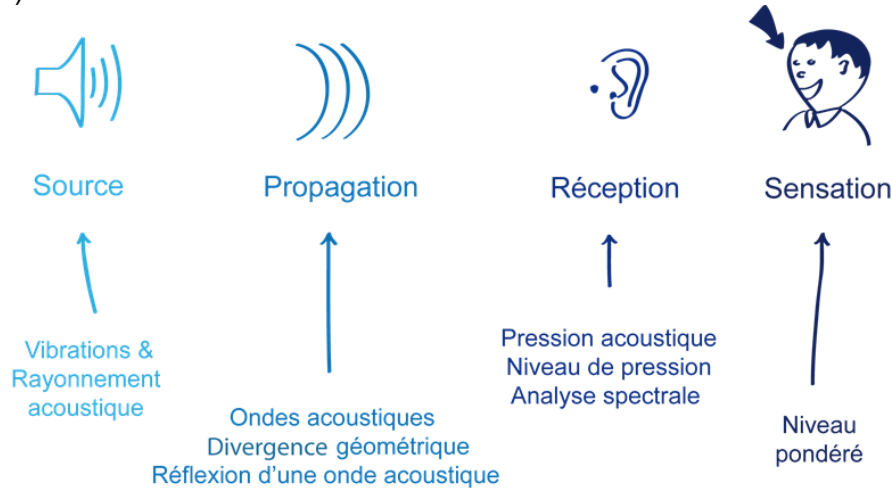 )
Source
Propagation
Réception
Sensation
Vibrations &
Rayonnement
acoustique
Ondes acoustiques
Divergence géométrique
Réflexion d'une onde acoustique
Pression acoustique
Niveau de pression
Analyse spectrale
Niveau
pondéré